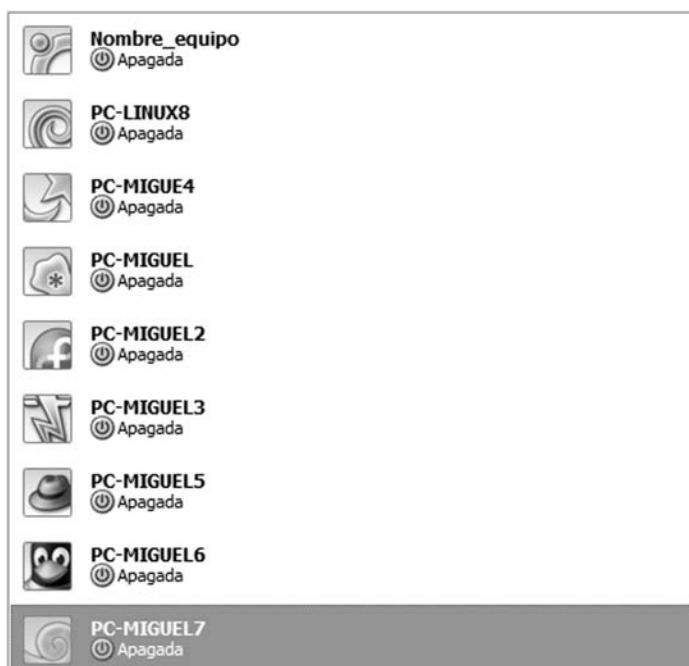 Nombre_equipo
Apagada
PC-LINUX8
Apagada
PC-MIGUE4
Apagada
PC-MIGUEL
Apagada
PC-MIGUEL2
Apagada
PC-MIGUEL3
Apagada
PC-MIGUEL5
Apagada
PC-MIGUEL6
Apagada
PC-MIGUEL7
Apagada